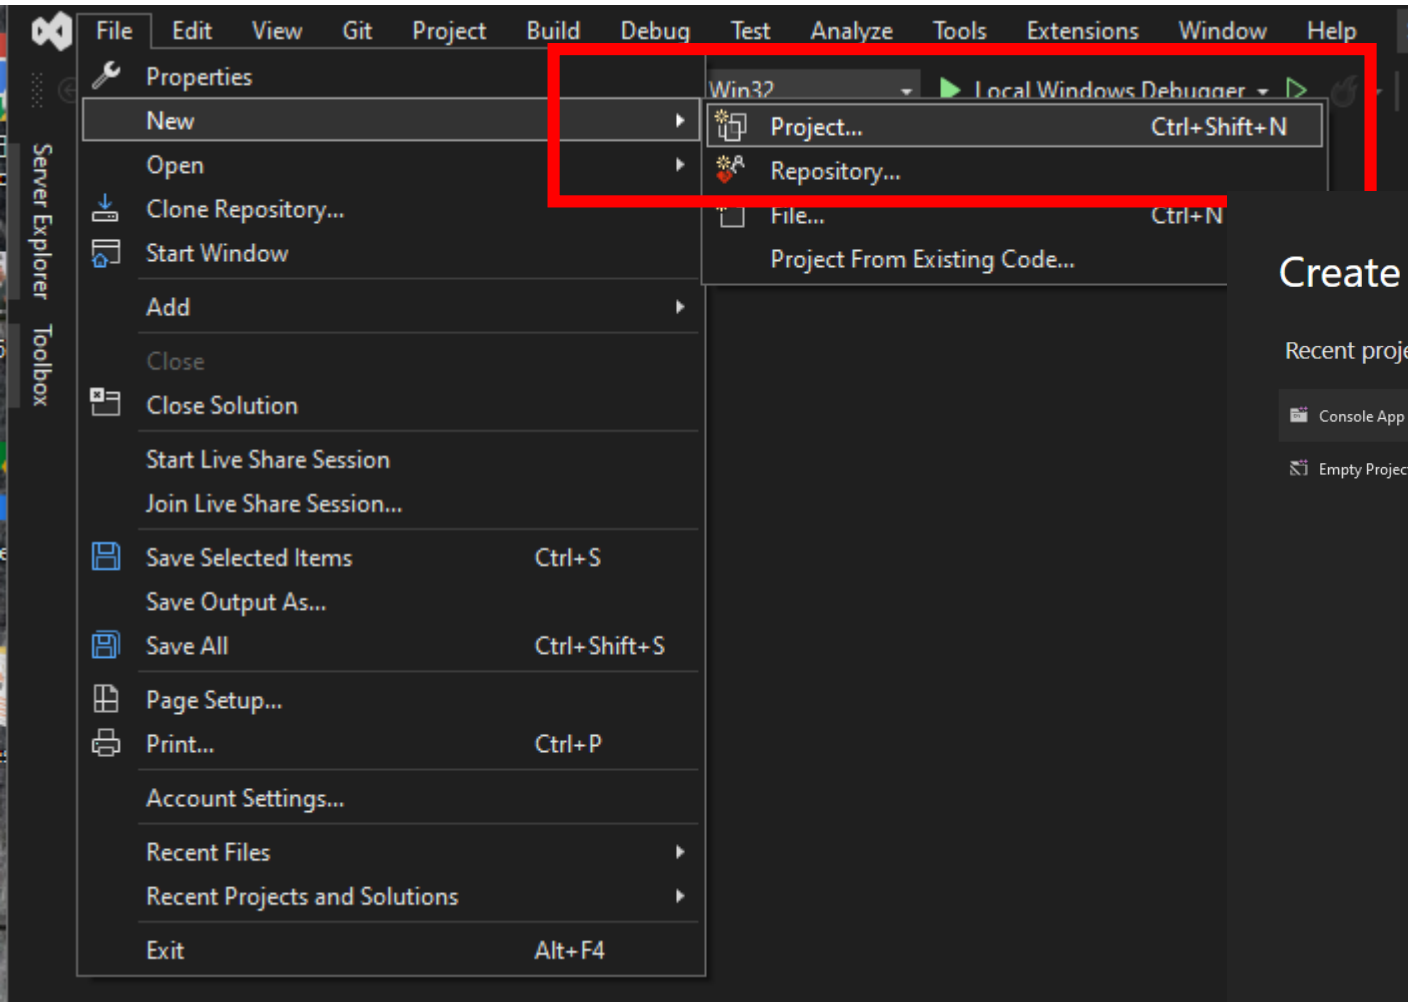 File Edit View Git Project Build Debug Test Analyze Tools Extensions Window Help
Win32 Local Windows Debugger
Properties
New
Project... Ctrl+Shift+N
Open
Repository...
Clone Repository...
File... Ctrl+N
Start Window
Project From Existing Code...
Add
Close
Close Solution
Start Live Share Session
Join Live Share Session...
Save Selected Items Ctrl+S
Save Output As...
Save All Ctrl+Shift+S
Page Setup...
Print... Ctrl+P
Account Settings...
Recent Files
Recent Projects and Solutions
Exit Alt+F4
Server Explorer
Toolbox
Create
Recent proje
Console App
Empty Projec